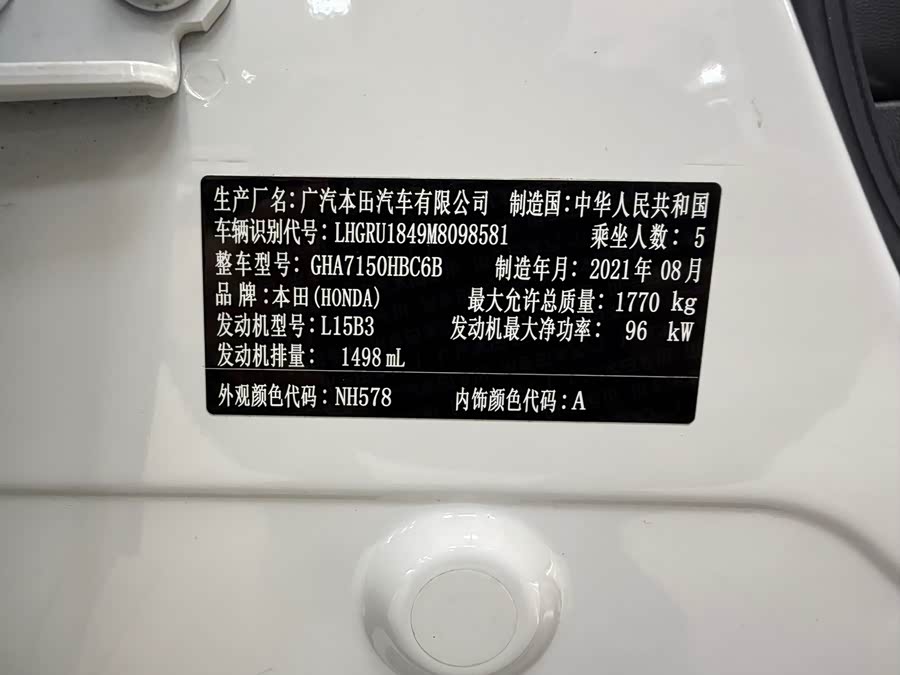 生产厂名：广汽本田汽车有限公司 制造国：中华人民共和国
车辆识别代号：LHGRU1849M8098581 乘坐人数：5
整车型号：GHA7150HBC6B 制造年月：2021年08月
品牌：本田(HONDA) 最大允许总质量：1770 kg
发动机型号：L15B3 发动机最大净功率：96 kW
发动机排量：1498 mL
外观颜色代码：NH578 内饰颜色代码：A